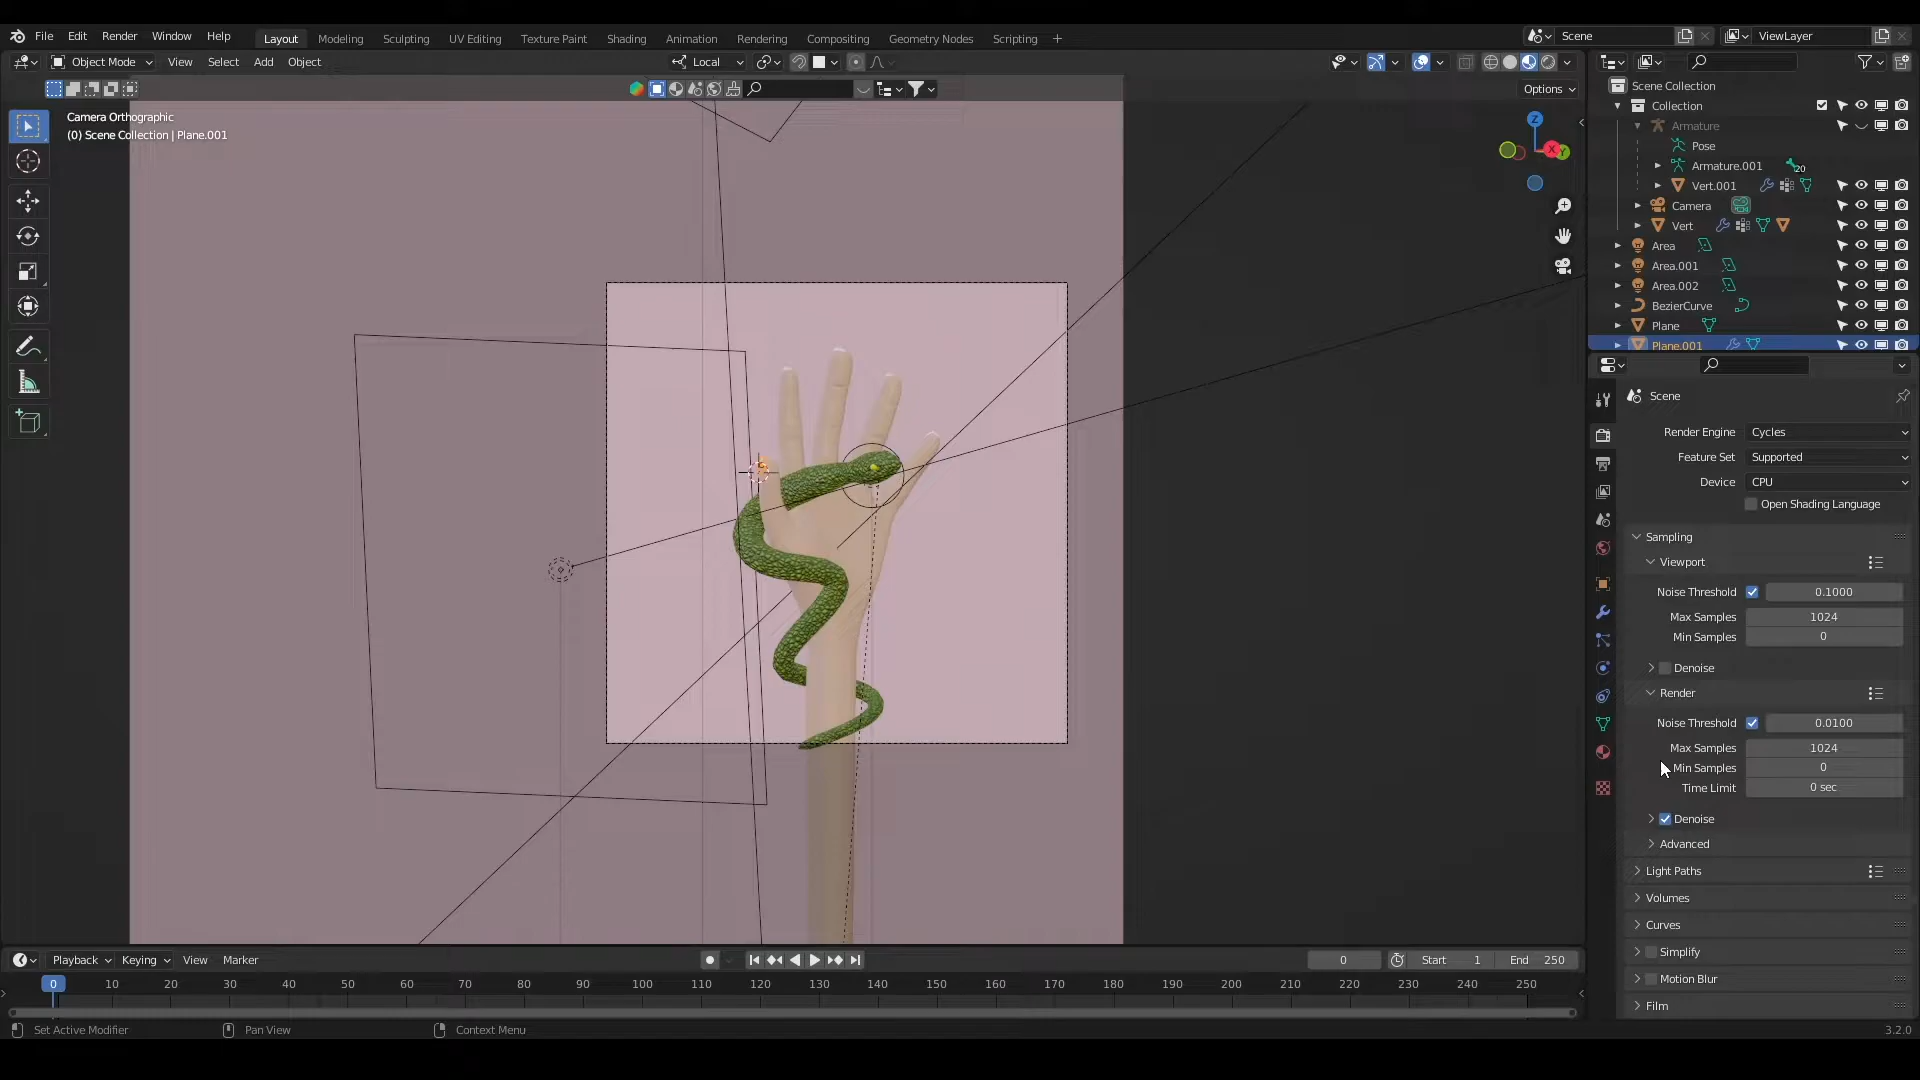 File Edit Render Window Help Layout Modeling Sculpting UV Editing Texture Paint Shading Animation Rendering Compositing Geometry Nodes Scripting + Scene ViewLayer
Object Mode View Select Add Object Local
Options
Camera Orthographic
(0) Scene Collection | Plane.001
Z
X
Y
Scene Collection
Collection
Armature
Pose
Armature.001 20
Vert.001
Camera
Vert
Area
Area.001
Area.002
BezierCurve
Plane
Plane.001
Scene
Render Engine Cycles
Feature Set Supported
Device CPU
Open Shading Language
Sampling
Viewport
Noise Threshold 0.1000
Max Samples 1024
Min Samples 0
Denoise
Render
Noise Threshold 0.0100
Max Samples 1024
Min Samples 0
Time Limit 0 sec
Denoise
Advanced
Light Paths
Volumes
Curves
Simplify
Motion Blur
Film
Playback Keying View Marker 0 Start 1 End 250
0 10 20 30 40 50 60 70 80 90 100 110 120 130 140 150 160 170 180 190 200 210 220 230 240 250
Set Active Modifier Pan View Context Menu 3.2.0